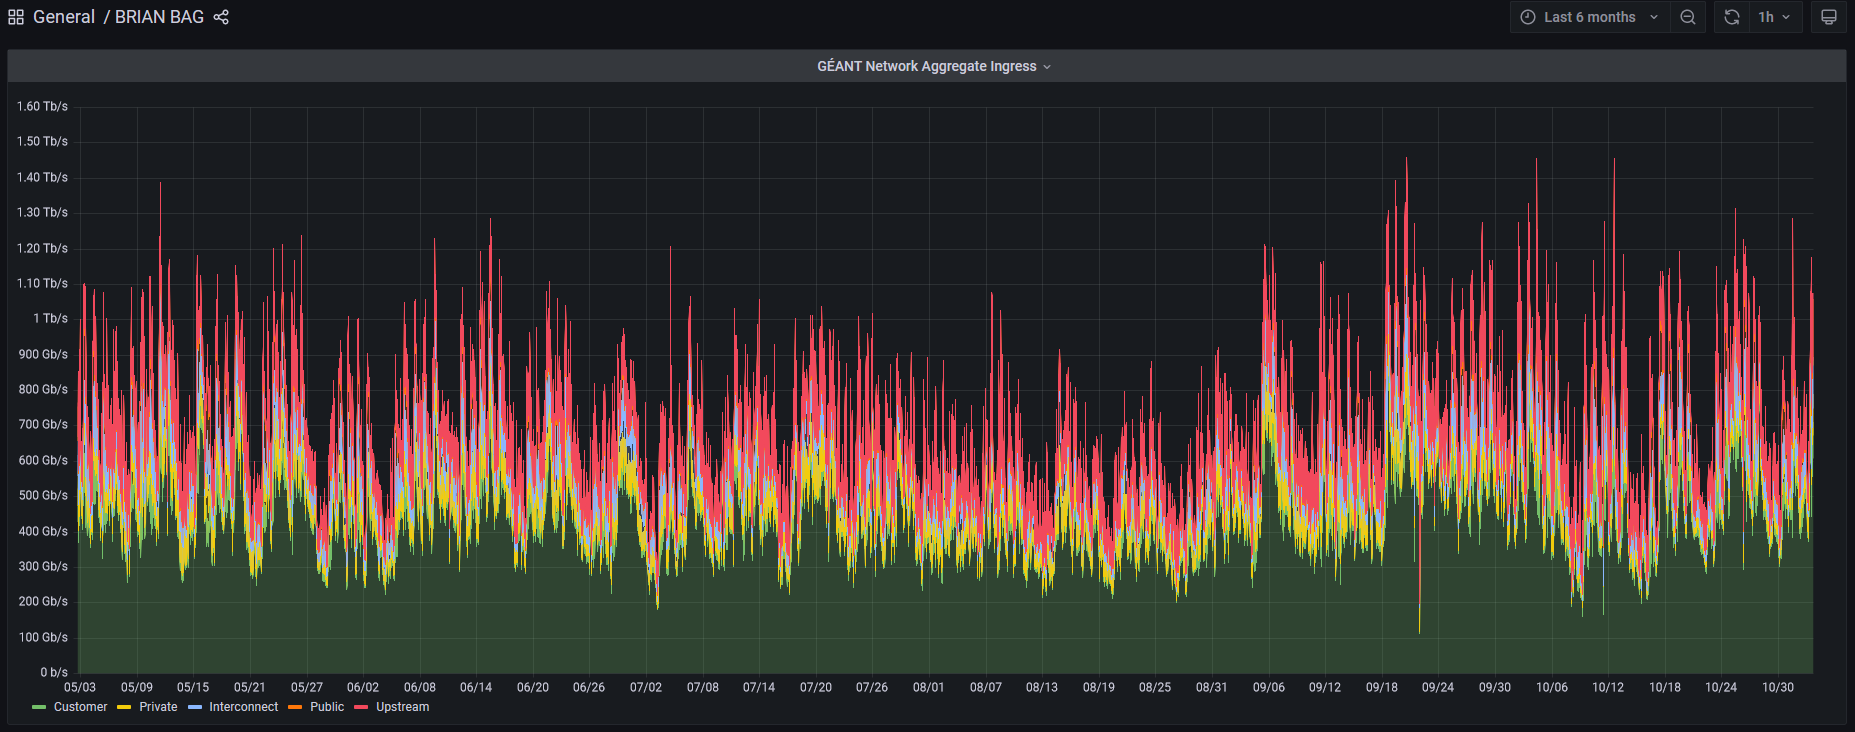 General / BRIAN BAG
Last 6 months
1h
GÉANT Network Aggregate Ingress
1.60 Tb/s
1.50 Tb/s
1.40 Tb/s
1.30 Tb/s
1.20 Tb/s
1.10 Tb/s
1 Tb/s
900 Gb/s
800 Gb/s
700 Gb/s
600 Gb/s
500 Gb/s
400 Gb/s
300 Gb/s
200 Gb/s
100 Gb/s
0 b/s
05/03 05/09 05/15 05/21 05/27 06/02 06/08 06/14 06/20 06/26 07/02 07/08 07/14 07/20 07/26 08/01 08/07 08/13 08/19 08/25 08/31 09/06 09/12 09/18 09/24 09/30 10/06 10/12 10/18 10/24 10/30
Customer Private Interconnect Public Upstream